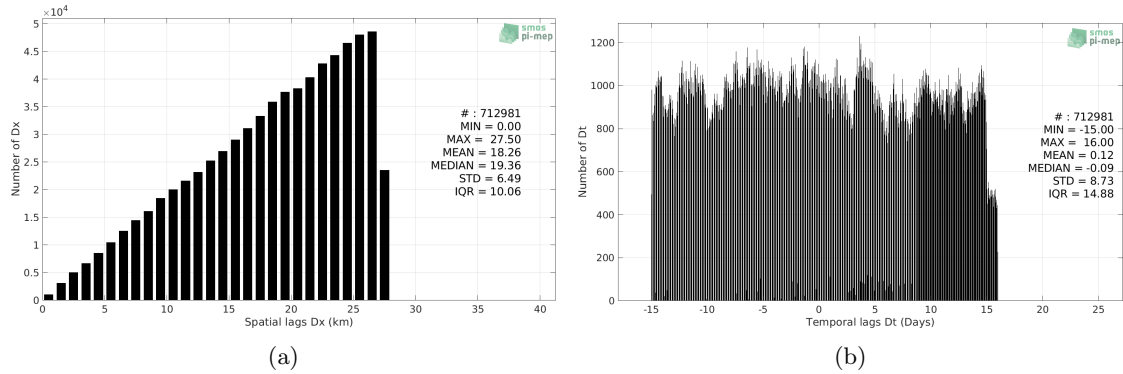 ×10⁴
5
4.5
4
3.5
3
2.5
2
1.5
1
0.5
0
Number of Dx
0 5 10 15 20 25 30 35 40
Spatial lags Dx (km)
smos
pi-mep
# : 712981
MIN = 0.00
MAX = 27.50
MEAN = 18.26
MEDIAN = 19.36
STD = 6.49
IQR = 10.06
(a)
1200
1000
800
600
400
200
0
Number of Dt
-15 -10 -5 0 5 10 15 20 25
Temporal lags Dt (Days)
smos
pi-mep
# : 712981
MIN = -15.00
MAX = 16.00
MEAN = 0.12
MEDIAN = -0.09
STD = 8.73
IQR = 14.88
(b)